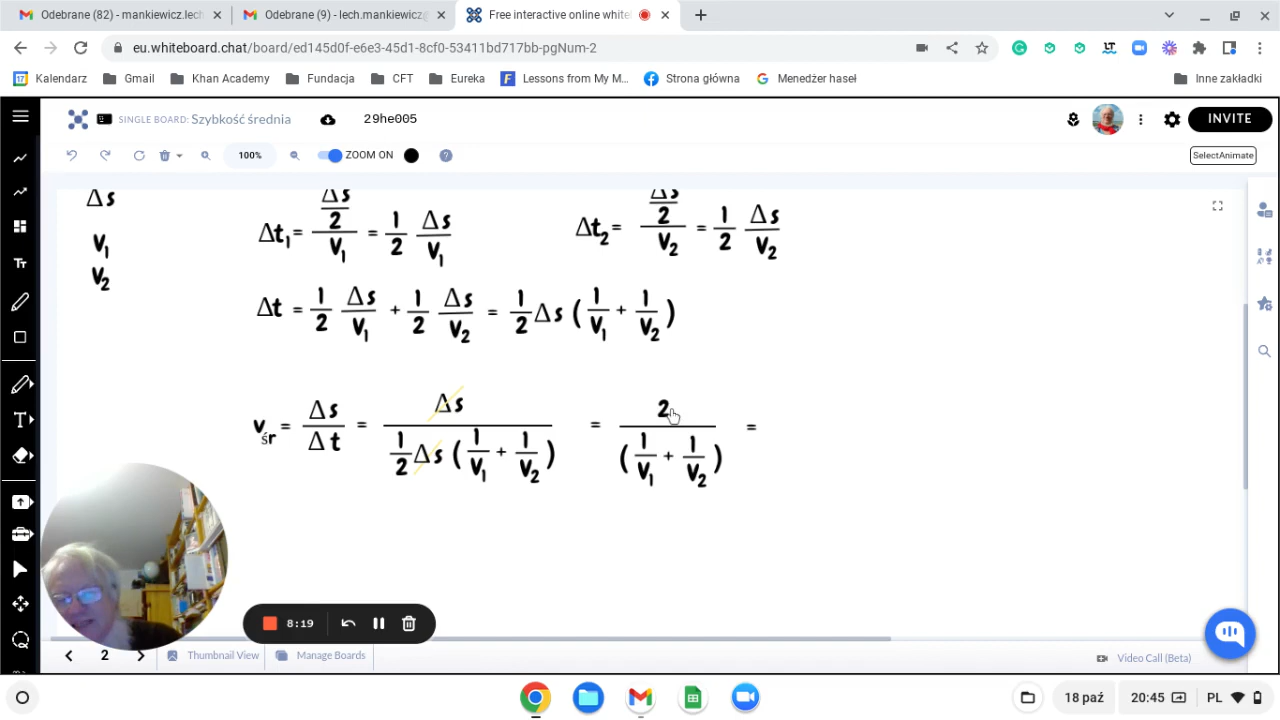 Odebrane (82) - mankiewicz.lech
Odebrane (9) - lech.mankiewicz@
Free interactive online white
eu.whiteboard.chat/board/ed145d0f-e6e3-45d1-8cf0-53411bd717bb-pgNum-2
Kalendarz Gmail Khan Academy Fundacja CFT Eureka Lessons from My M... Strona główna Menedżer haseł Inne zakładki
SINGLE BOARD: Szybkość średnia 29he005 INVITE
100% ZOOM ON SelectAnimate
Δs
V₁
V₂
Δt₁ = (Δs/2)/V₁ = 1/2 Δs/V₁
Δt₂ = (Δs/2)/V₂ = 1/2 Δs/V₂
Δt = 1/2 Δs/V₁ + 1/2 Δs/V₂ = 1/2 Δs (1/V₁ + 1/V₂)
Vśr = Δs/Δt = Δs/(1/2 Δs (1/V₁ + 1/V₂)) = 2/(1/V₁ + 1/V₂) =
8:19
2 Thumbnail View Manage Boards Video Call (Beta)
18 paź 20:45 PL